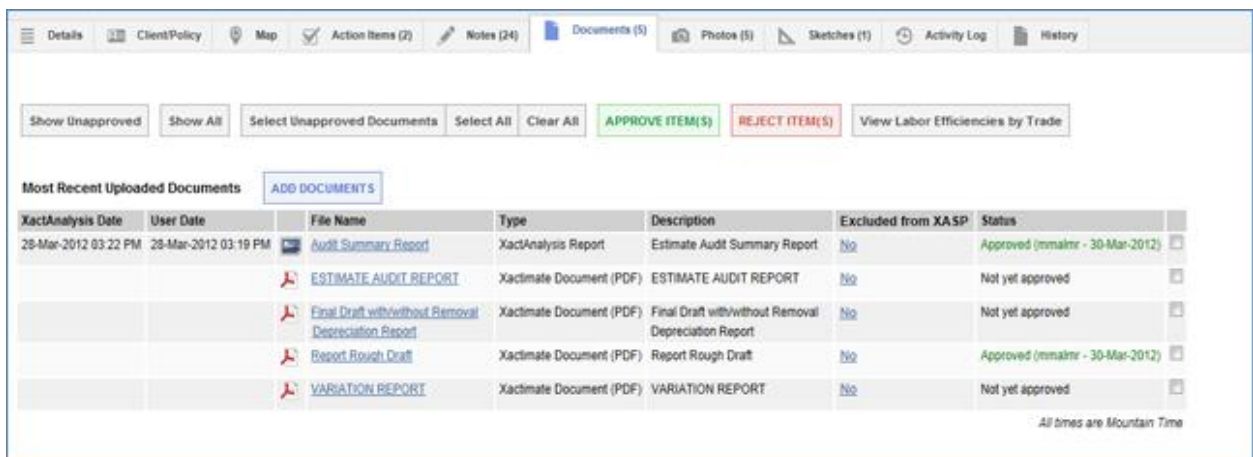 Details Client/Policy Map Action Items (2) Notes (24) Documents (5) Photos (5) Sketches (1) Activity Log History
Show Unapproved Show All Select Unapproved Documents Select All Clear All APPROVE ITEM(S) REJECT ITEM(S) View Labor Efficiencies by Trade
Most Recent Uploaded Documents ADD DOCUMENTS
XactAnalysis Date User Date File Name Type Description Excluded from XASP Status
28-Mar-2012 03:22 PM 28-Mar-2012 03:19 PM Audit Summary Report XactAnalysis Report Estimate Audit Summary Report No Approved (mmalmr - 30-Mar-2012)
ESTIMATE AUDIT REPORT Xactimate Document (PDF) ESTIMATE AUDIT REPORT No Not yet approved
Final Draft with/without Removal Xactimate Document (PDF) Final Draft with/without Removal No Not yet approved
Depreciation Report Depreciation Report
Report Rough Draft Xactimate Document (PDF) Report Rough Draft No Approved (mmalmr - 30-Mar-2012)
VARIATION REPORT Xactimate Document (PDF) VARIATION REPORT No Not yet approved
All times are Mountain Time